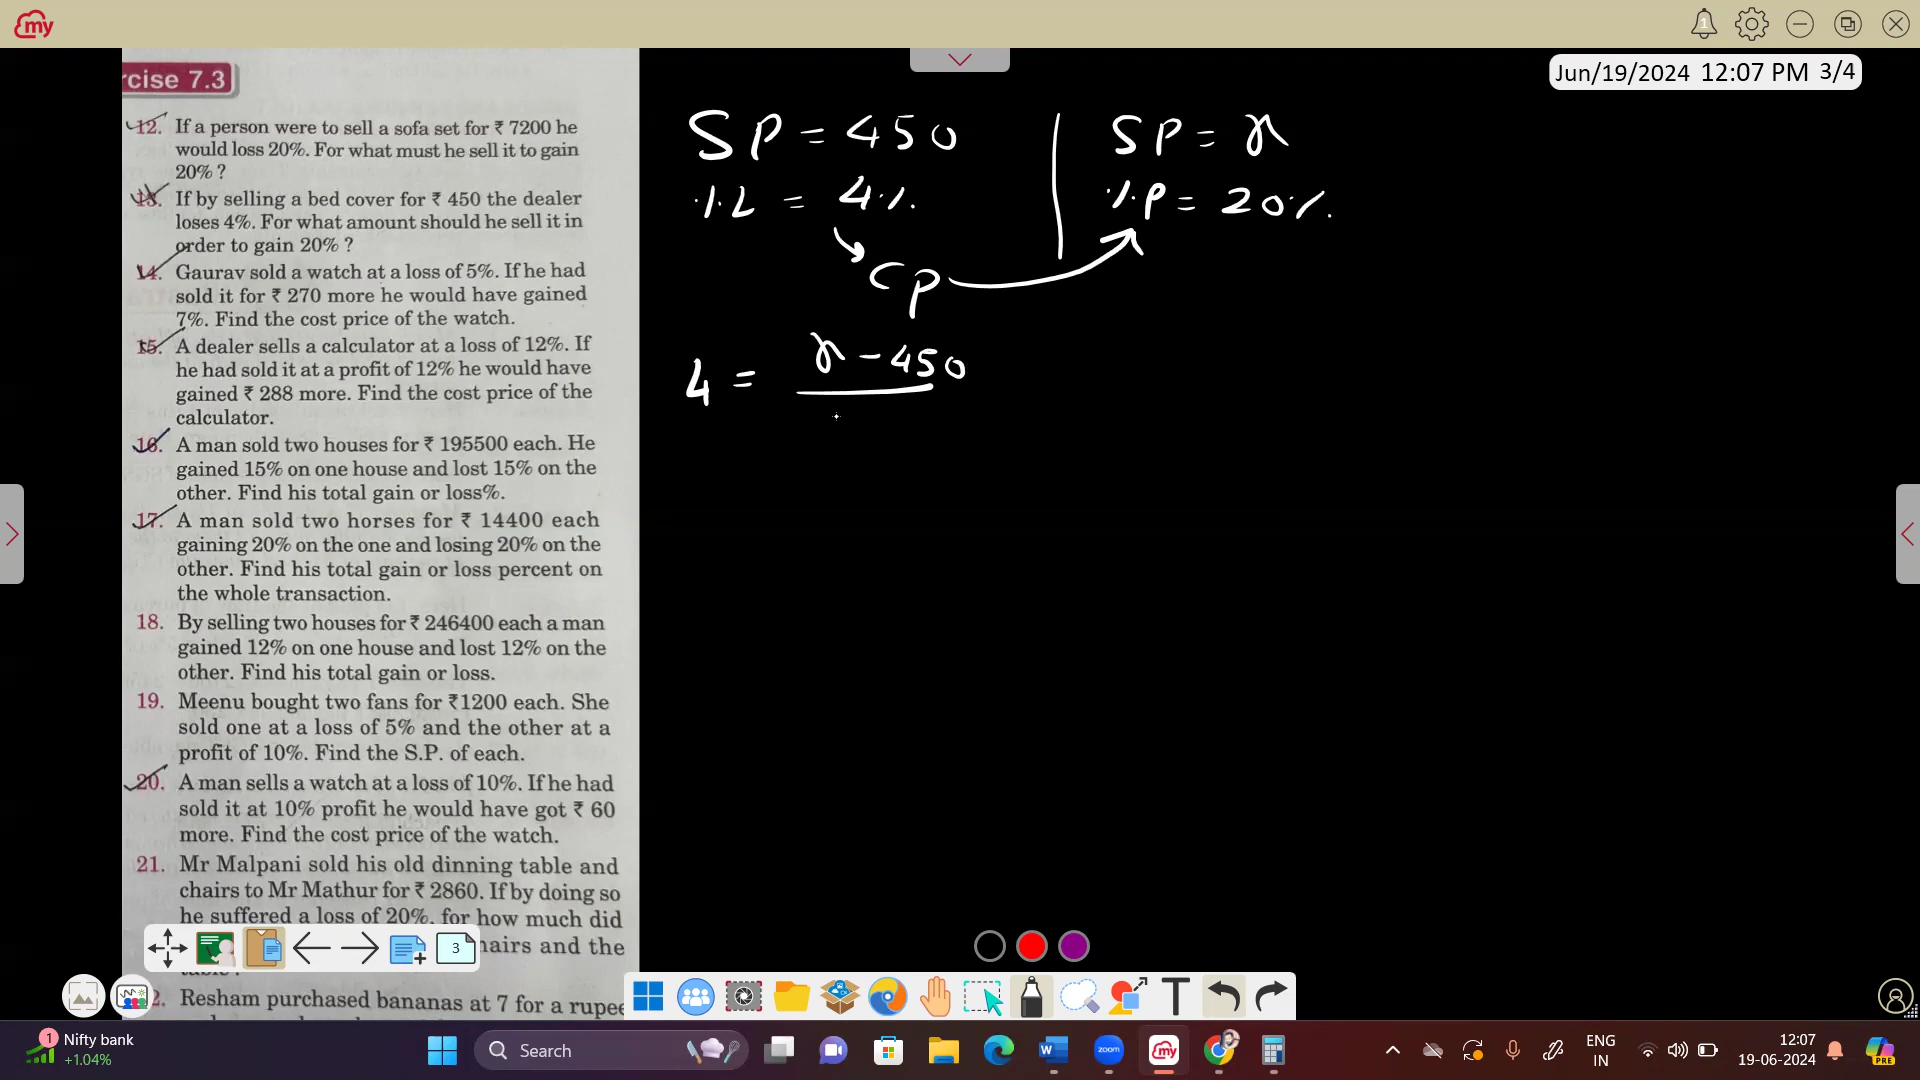 my
1
Jun/19/2024 12:07 PM 3/4
rcise 7.3
12. If a person were to sell a sofa set for ₹ 7200 he
would loss 20%. For what must he sell it to gain
20% ?
13. If by selling a bed cover for ₹ 450 the dealer
loses 4%. For what amount should he sell it in
order to gain 20% ?
14. Gaurav sold a watch at a loss of 5%. If he had
sold it for ₹ 270 more he would have gained
7%. Find the cost price of the watch.
15. A dealer sells a calculator at a loss of 12%. If
he had sold it at a profit of 12% he would have
gained ₹ 288 more. Find the cost price of the
calculator.
16. A man sold two houses for ₹ 195500 each. He
gained 15% on one house and lost 15% on the
other. Find his total gain or loss%.
17. A man sold two horses for ₹ 14400 each
gaining 20% on the one and losing 20% on the
other. Find his total gain or loss percent on
the whole transaction.
18. By selling two houses for ₹ 246400 each a man
gained 12% on one house and lost 12% on the
other. Find his total gain or loss.
19. Meenu bought two fans for ₹1200 each. She
sold one at a loss of 5% and the other at a
profit of 10%. Find the S.P. of each.
20. A man sells a watch at a loss of 10%. If he had
sold it at 10% profit he would have got ₹ 60
more. Find the cost price of the watch.
21. Mr Malpani sold his old dinning table and
chairs to Mr Mathur for ₹ 2860. If by doing so
he suffered a loss of 20%, for how much did
hairs and the
2. Resham purchased bananas at 7 for a rupee
SP = 450
%L = 4%
CP
SP = x
%P = 20%
4 = x - 450
3
T
1
Nifty bank
+1.04%
Search
W
zoom
my
ENG
IN
12:07
19-06-2024
PRE